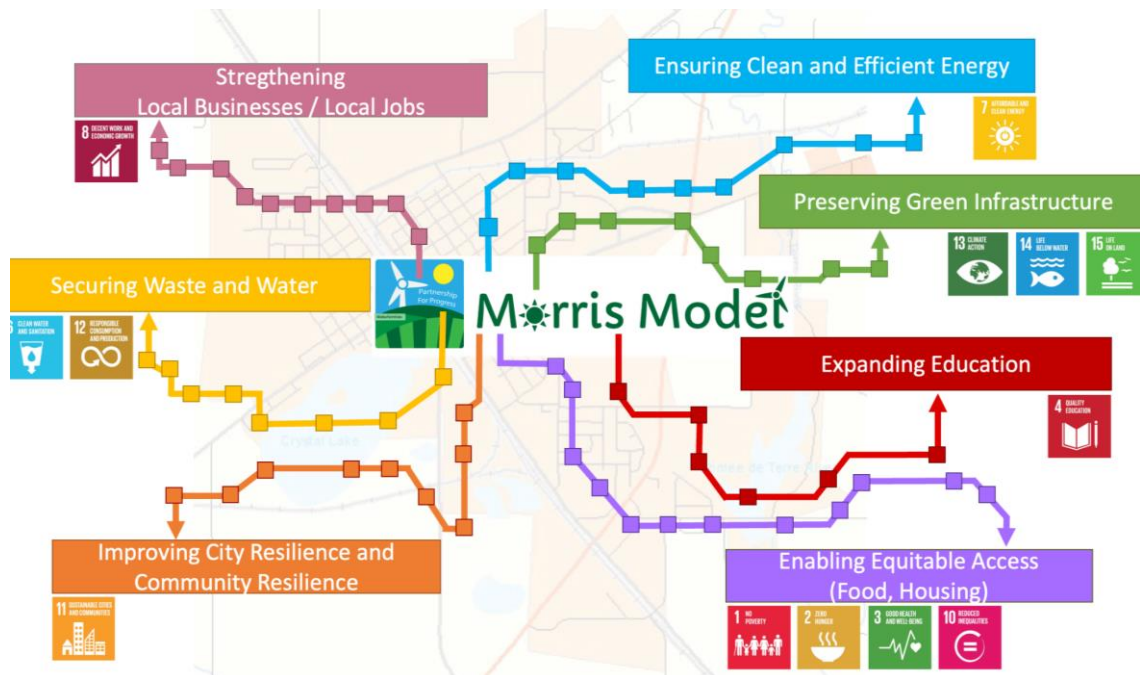 Stregthening
Local Businesses / Local Jobs
8 DECENT WORK AND
ECONOMIC GROWTH
Ensuring Clean and Efficient Energy
7 AFFORDABLE AND
CLEAN ENERGY
Preserving Green Infrastructure
13 CLIMATE
ACTION
14 LIFE
BELOW WATER
15 LIFE
ON LAND
Securing Waste and Water
CLEAN WATER
AND SANITATION
12 RESPONSIBLE
CONSUMPTION
AND PRODUCTION
Partnership
For Progress
Morris Model
Expanding Education
4 QUALITY
EDUCATION
Crystal Lake
me de Terre
Improving City Resilience and
Community Resilience
11 SUSTAINABLE CITIES
AND COMMUNITIES
Enabling Equitable Access
(Food, Housing)
1 NO
POVERTY
2 ZERO
HUNGER
3 GOOD HEALTH
AND WELL-BEING
10 REDUCED
INEQUALITIES